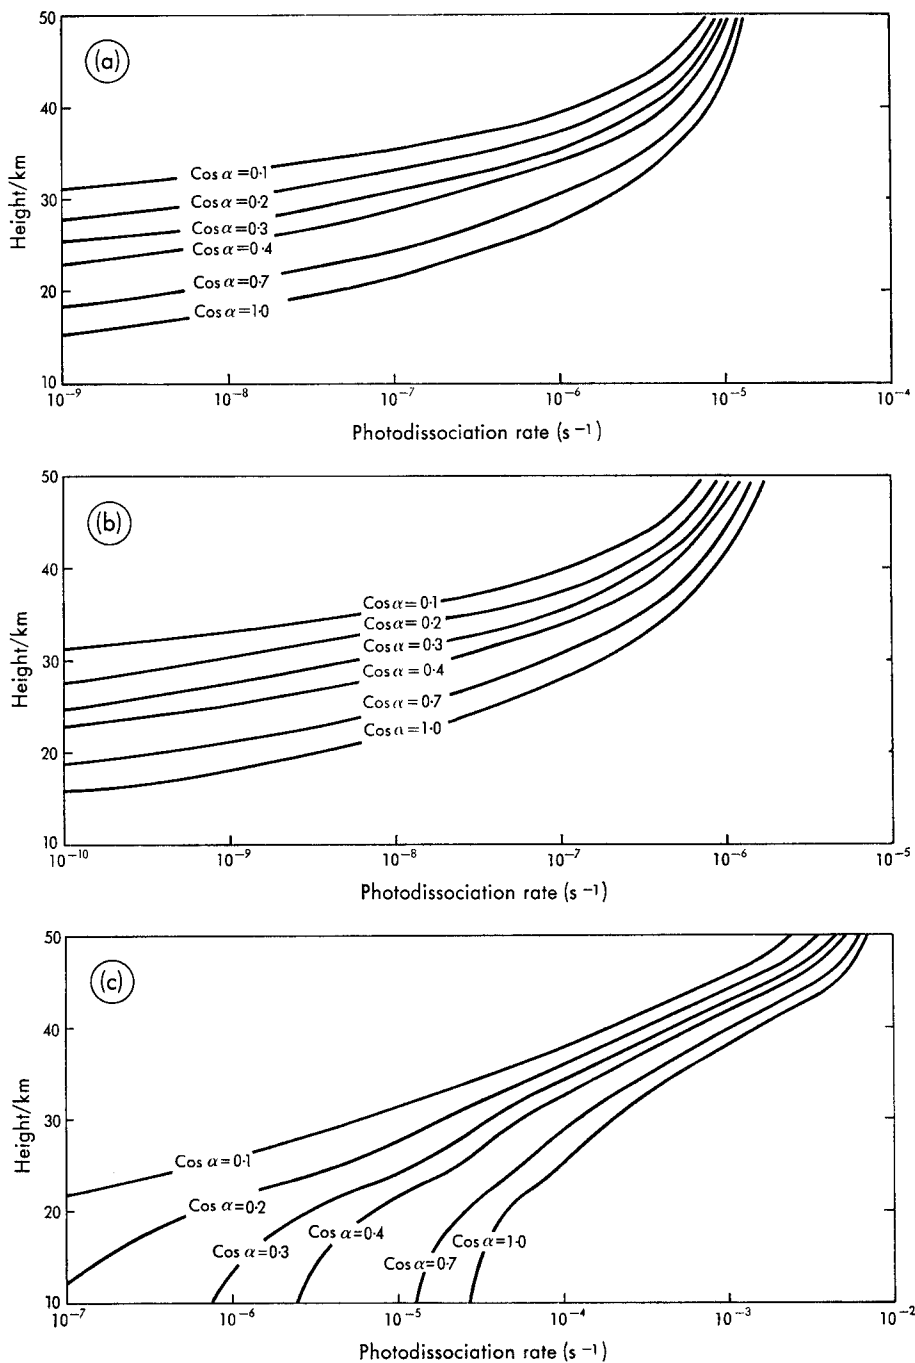 50
(a)
40
Height/km
30
20
10
Cos α=0·1
Cos α=0·2
Cos α=0·3
Cos α=0·4
Cos α=0·7
Cos α=1·0
10⁻⁹ 10⁻⁸ 10⁻⁷ 10⁻⁶ 10⁻⁵ 10⁻⁴
Photodissociation rate (s⁻¹)
50
(b)
40
Height/km
30
20
10
Cos α=0·1
Cos α=0·2
Cos α=0·3
Cos α=0·4
Cos α=0·7
Cos α=1·0
10⁻¹⁰ 10⁻⁹ 10⁻⁸ 10⁻⁷ 10⁻⁶ 10⁻⁵
Photodissociation rate (s⁻¹)
50
(c)
40
Height/km
30
20
10
Cos α=0·1
Cos α=0·2
Cos α=0·3
Cos α=0·4
Cos α=0·7
Cos α=1·0
10⁻⁷ 10⁻⁶ 10⁻⁵ 10⁻⁴ 10⁻³ 10⁻²
Photodissociation rate (s⁻¹)